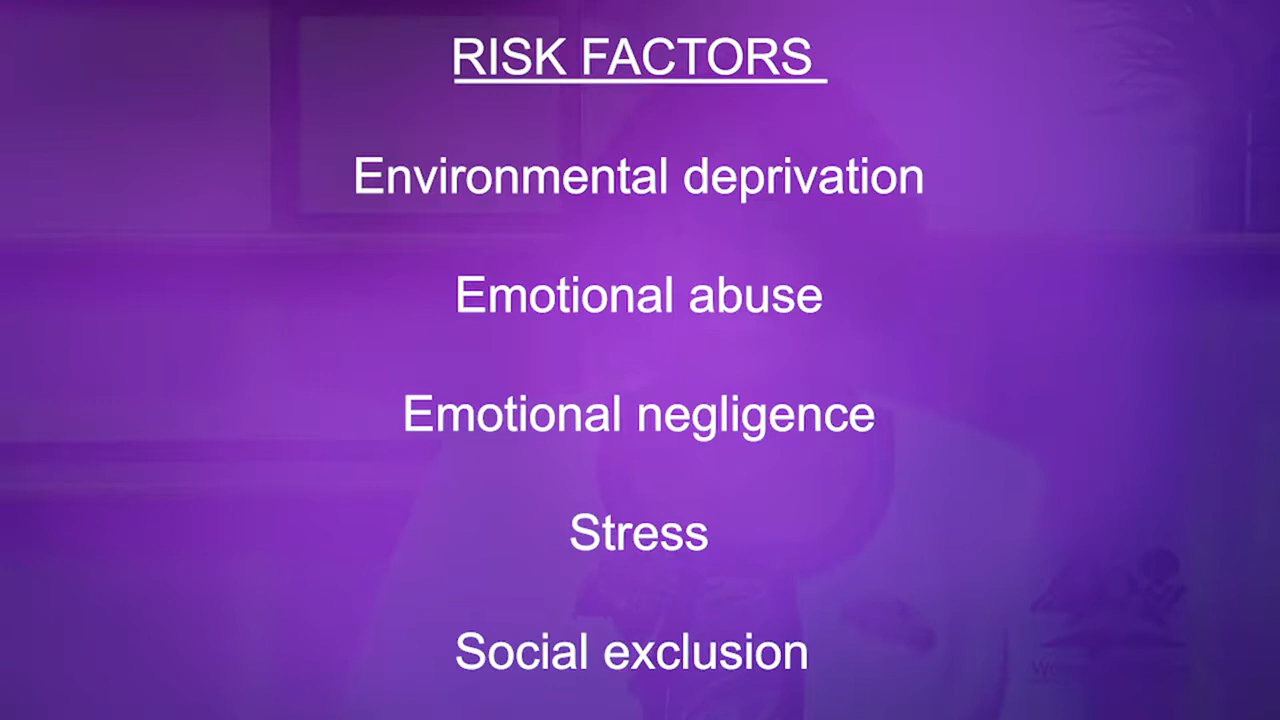 RISK FACTORS
Environmental deprivation
Emotional abuse
Emotional negligence
Stress
Social exclusion